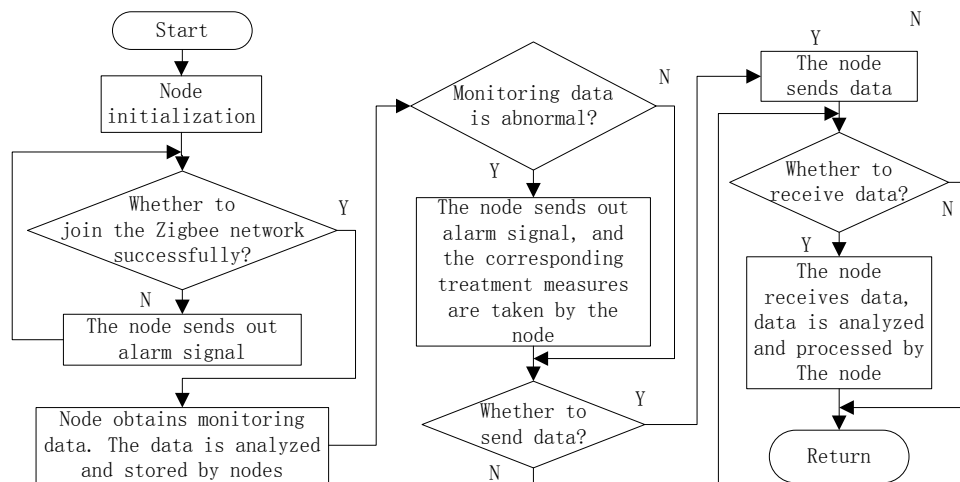 Start
Node
initialization
Whether to
join the Zigbee network
successfully?
Y
N
The node sends out
alarm signal
Node obtains monitoring
data. The data is analyzed
and stored by nodes
Monitoring data
is abnormal?
N
Y
The node sends out
alarm signal, and
the corresponding
treatment measures
are taken by the
node
Whether to
send data?
Y
N
N
Y
The node
sends data
Whether to
receive data?
N
Y
The node
receives data,
data is analyzed
and processed by
The node
Return